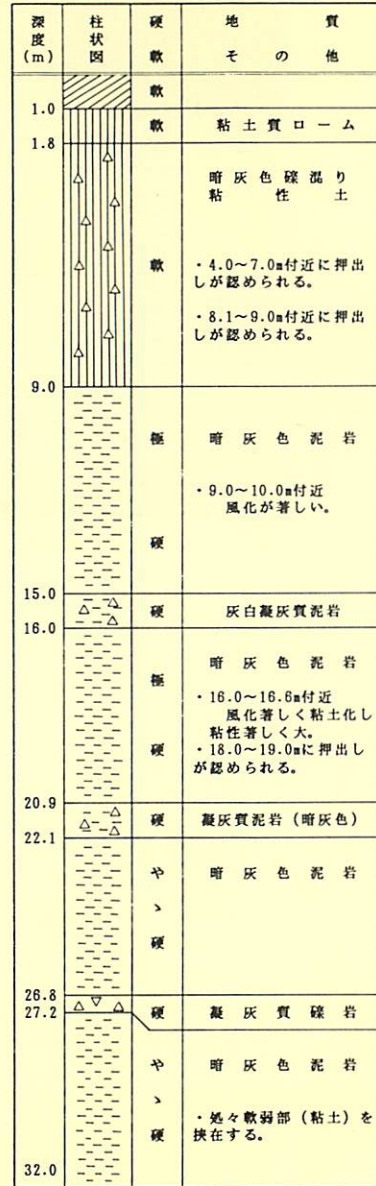 深度(m) 柱状図 硬軟 地質その他
軟
1.0
軟 粘土質ローム
1.8
暗灰色礫混り
粘性土
軟
・4.0~7.0m付近に押出
しが認められる。
・8.1~9.0m付近に押出
しが認められる。
9.0
極硬 暗灰色泥岩
・9.0~10.0m付近
風化が著しい。
15.0
硬 灰白凝灰質泥岩
16.0
極硬 暗灰色泥岩
・16.0~16.6m付近
風化著しく粘土化し
粘性著しく大。
・18.0~19.0mに押出し
が認められる。
20.9
硬 凝灰質泥岩(暗灰色)
22.1
やゝ硬 暗灰色泥岩
26.8
硬 凝灰質礫岩
27.2
やゝ硬 暗灰色泥岩
・処々軟弱部(粘土)を
挟在する。
32.0